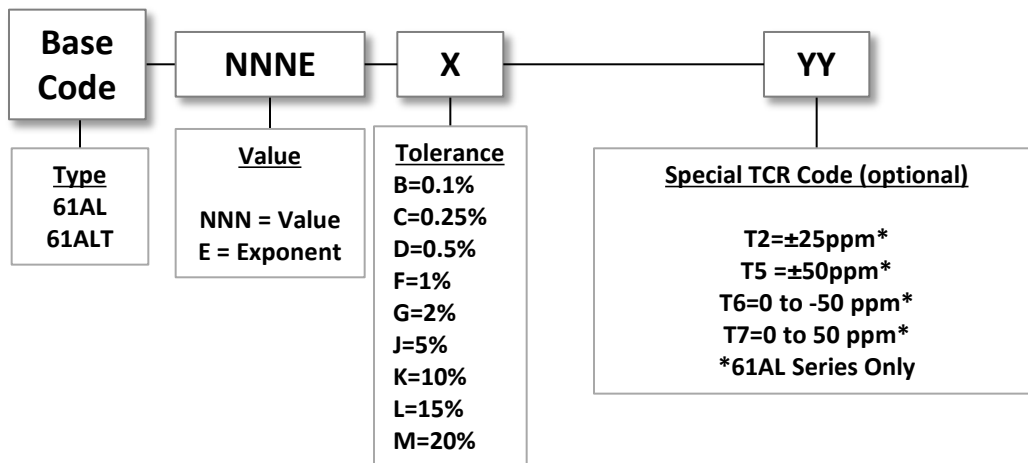 Base
Code
NNNE
X
YY
Type
61AL
61ALT
Value
NNN = Value
E = Exponent
Tolerance
B=0.1%
C=0.25%
D=0.5%
F=1%
G=2%
J=5%
K=10%
L=15%
M=20%
Special TCR Code (optional)
T2=±25ppm*
T5 =±50ppm*
T6=0 to -50 ppm*
T7=0 to 50 ppm*
*61AL Series Only